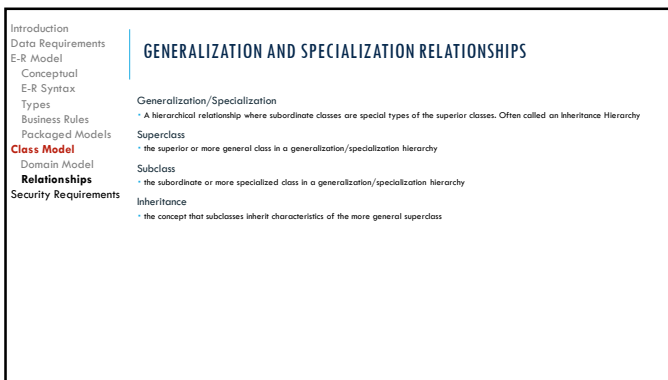 Introduction
Data Requirements
E-R Model
Conceptual
E-R Syntax
Types
Business Rules
Packaged Models
Class Model
Domain Model
Relationships
Security Requirements
GENERALIZATION AND SPECIALIZATION RELATIONSHIPS
Generalization/Specialization
• A hierarchical relationship where subordinate classes are special types of the superior classes. Often called an Inheritance Hierarchy
Superclass
• the superior or more general class in a generalization/specialization hierarchy
Subclass
• the subordinate or more specialized class in a generalization/specialization hierarchy
Inheritance
• the concept that subclasses inherit characteristics of the more general superclass